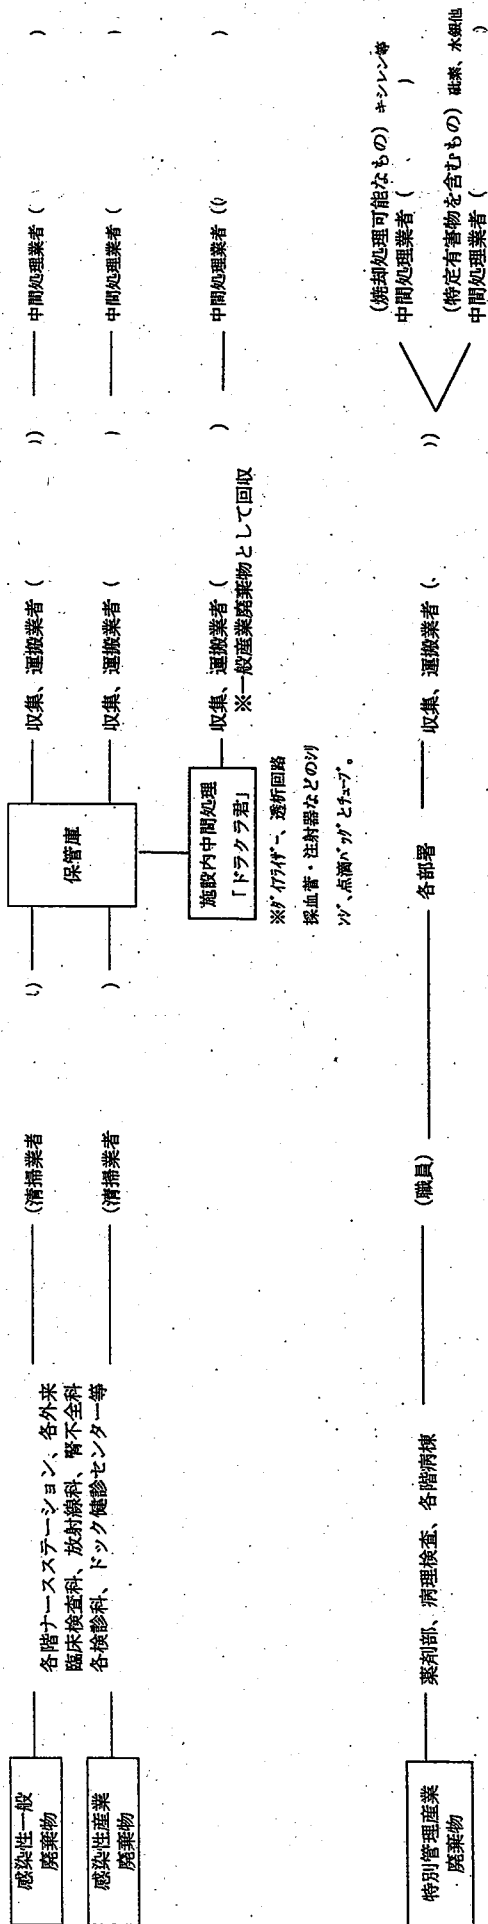 感染性一般
廃棄物
感染性産業
廃棄物
各階ナースステーション、各外来
臨床検査科、放射線科、腎不全科
各検診科、ドック健診センター等
(清掃業者 )
(清掃業者 )
保管庫
収集、運搬業者 ( )
中間処理業者 ( )
収集、運搬業者 ( )
中間処理業者 ( )
施設内中間処理
「ドラクラ君」
収集、運搬業者 ( )
※一般産業廃棄物として回収
中間処理業者 ( )
※ダイアライザー、透析回路
採血管・注射器などのシリ
ンジ、点滴バッグとチューブ。
特別管理産業
廃棄物
薬剤部、病理検査、各階病棟
(職員)
各部署
収集、運搬業者 ( )
(焼却処理可能なもの) キシレン等
中間処理業者 ( )
(特定有害物を含むもの) 砒素、水銀他
中間処理業者 ( )